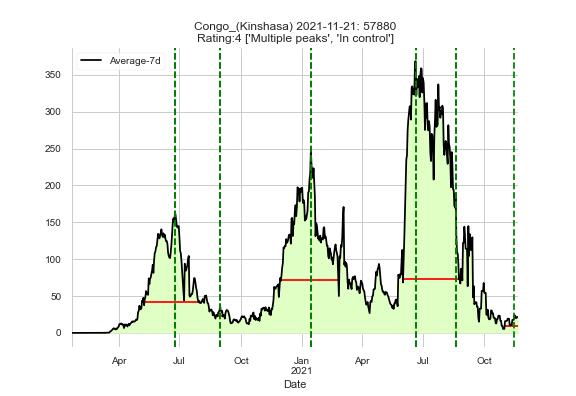 Congo_(Kinshasa) 2021-11-21: 57880
Rating:4 ['Multiple peaks', 'In control']
Average-7d
350
300
250
200
150
100
50
0
Apr
Jul
Oct
Jan
2021
Apr
Jul
Oct
Date